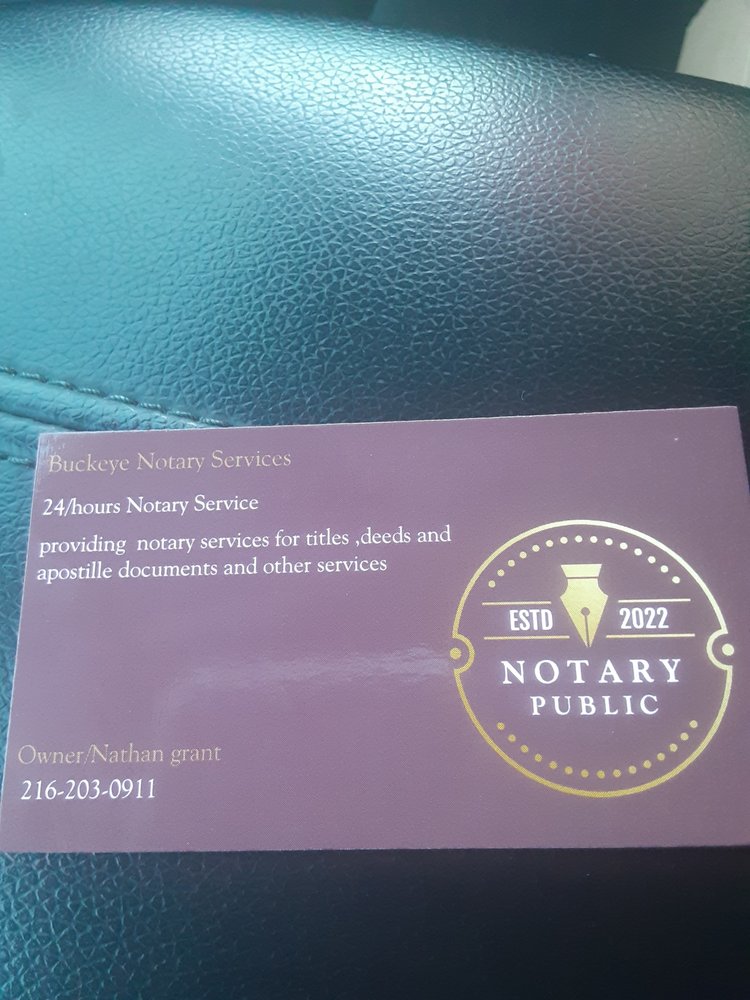 Buckeye Notary Services
24/hours Notary Service
providing notary services for titles ,deeds and
apostille documents and other services
ESTD 2022
NOTARY
PUBLIC
Owner/Nathan grant
216-203-0911